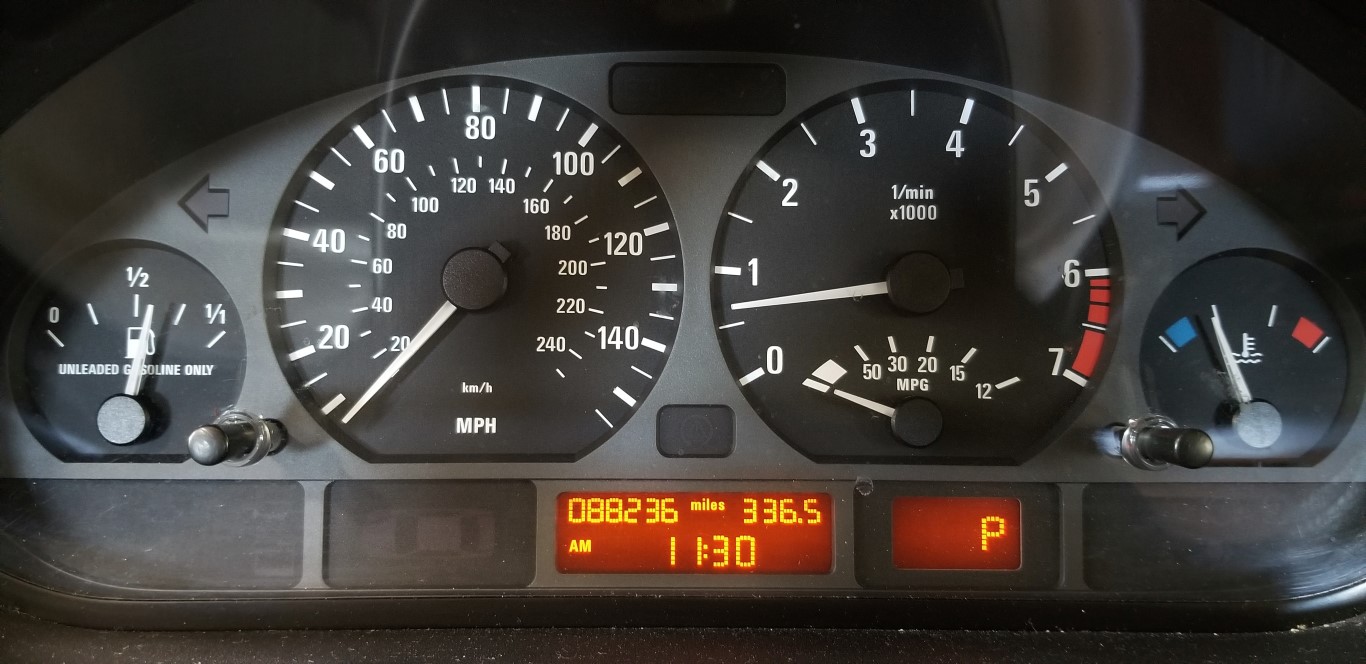 0 1/2 1/1
UNLEADED GASOLINE ONLY
20 40 60 80 100 120 140
20 40 60 80 100 120 140 160 180 200 220 240
km/h
MPH
0 1 2 3 4 5 6 7
1/min
x1000
50 30 20 15 12
MPG
088236 miles 336.5
AM 11:30
P